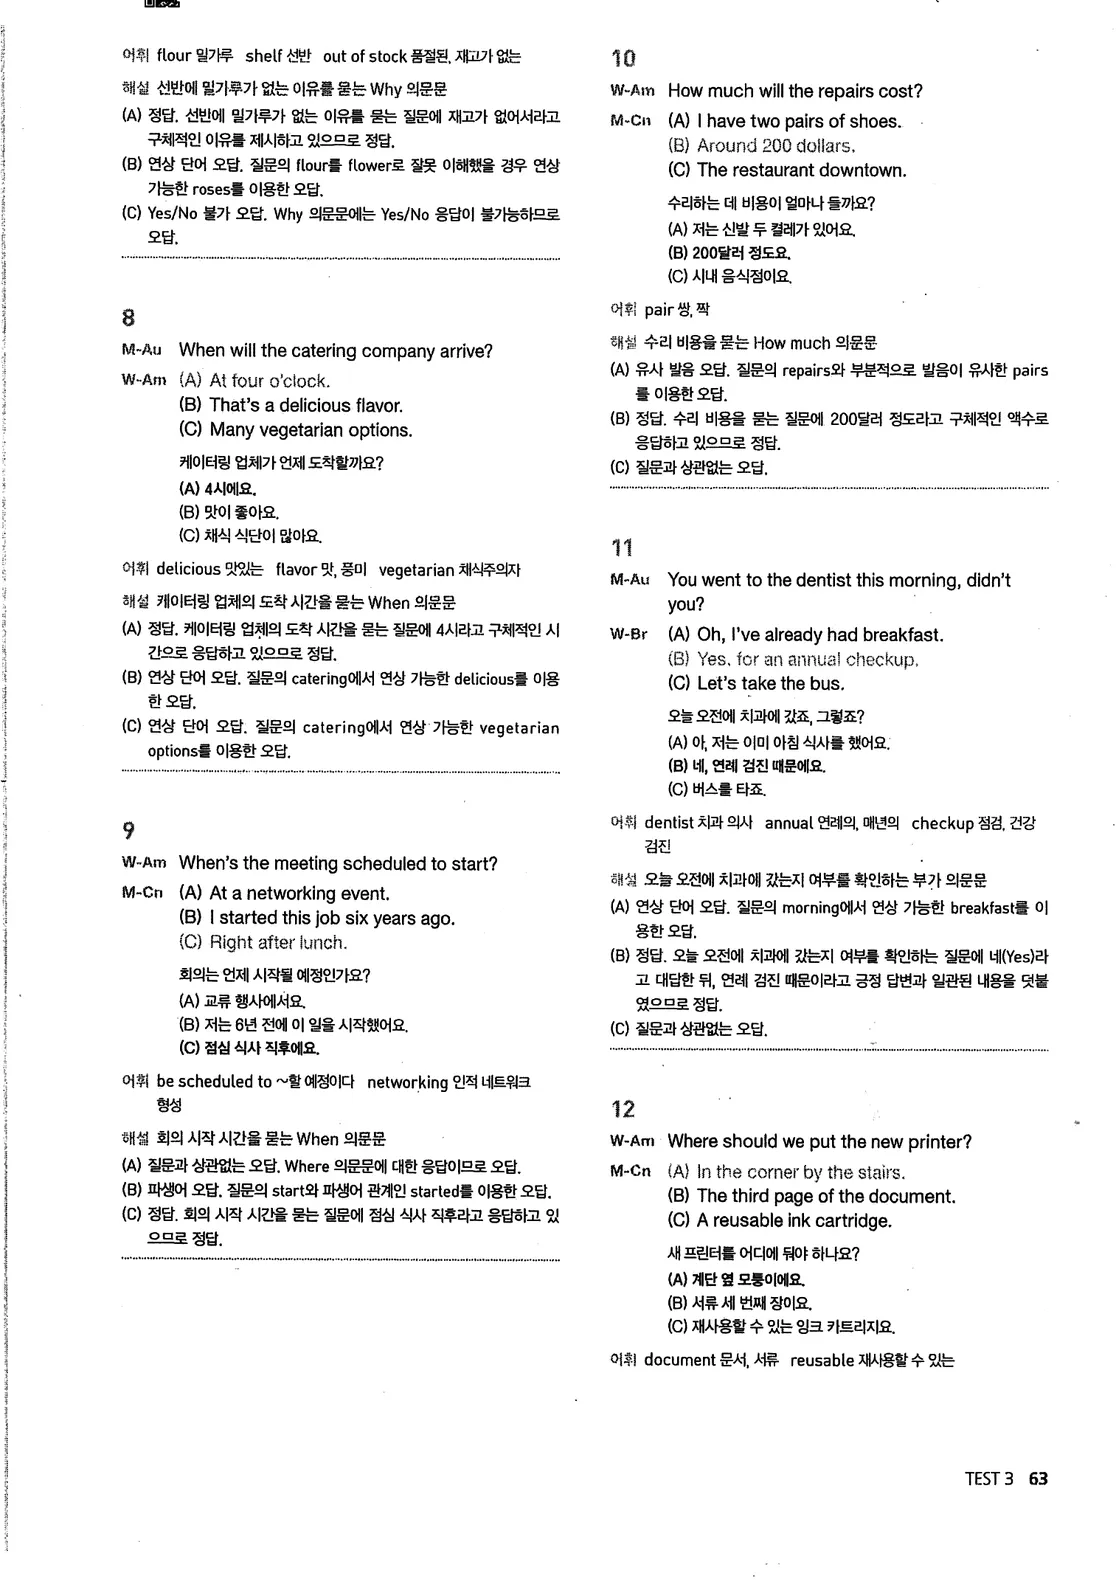 어휘 flour 밀가루 shelf 선반 out of stock 품절된, 재고가 없는
해설 선반에 밀가루가 없는 이유를 묻는 Why 의문문
(A) 정답. 선반에 밀가루가 없는 이유를 묻는 질문에 재고가 없어서라고
구체적인 이유를 제시하고 있으므로 정답.
(B) 연상 단어 오답. 질문의 flour를 flower로 잘못 이해했을 경우 연상
가능한 roses를 이용한 오답.
(C) Yes/No 불가 오답. Why 의문문에는 Yes/No 응답이 불가능하므로
오답.
8
M-Au When will the catering company arrive?
W-Am (A) At four o'clock.
(B) That's a delicious flavor.
(C) Many vegetarian options.
케이터링 업체가 언제 도착할까요?
(A) 4시에요.
(B) 맛이 좋아요.
(C) 채식 식단이 많아요.
어휘 delicious 맛있는 flavor 맛, 풍미 vegetarian 채식주의자
해설 케이터링 업체의 도착 시간을 묻는 When 의문문
(A) 정답. 케이터링 업체의 도착 시간을 묻는 질문에 4시라고 구체적인 시
간으로 응답하고 있으므로 정답.
(B) 연상 단어 오답. 질문의 catering에서 연상 가능한 delicious를 이용
한 오답.
(C) 연상 단어 오답. 질문의 catering에서 연상 가능한 vegetarian
options를 이용한 오답.
9
W-Am When's the meeting scheduled to start?
M-Cn (A) At a networking event.
(B) I started this job six years ago.
(C) Right after lunch.
회의는 언제 시작될 예정인가요?
(A) 교류 행사에서요.
(B) 저는 6년 전에 이 일을 시작했어요.
(C) 점심 식사 직후에요.
어휘 be scheduled to ~할 예정이다 networking 인적 네트워크
형성
해설 회의 시작 시간을 묻는 When 의문문
(A) 질문과 상관없는 오답. Where 의문문에 대한 응답이므로 오답.
(B) 파생어 오답. 질문의 start와 파생어 관계인 started를 이용한 오답.
(C) 정답. 회의 시작 시간을 묻는 질문에 점심 식사 직후라고 응답하고 있
으므로 정답.
10
W-Am How much will the repairs cost?
M-Cn (A) I have two pairs of shoes.
(B) Around 200 dollars.
(C) The restaurant downtown.
수리하는 데 비용이 얼마나 들까요?
(A) 저는 신발 두 켤레가 있어요.
(B) 200달러 정도요.
(C) 시내 음식점이요.
어휘 pair 쌍, 짝
해설 수리 비용을 묻는 How much 의문문
(A) 유사 발음 오답. 질문의 repairs와 부분적으로 발음이 유사한 pairs
를 이용한 오답.
(B) 정답. 수리 비용을 묻는 질문에 200달러 정도라고 구체적인 액수로
응답하고 있으므로 정답.
(C) 질문과 상관없는 오답.
11
M-Au You went to the dentist this morning, didn't
you?
W-Br (A) Oh, I've already had breakfast.
(B) Yes, for an annual checkup.
(C) Let's take the bus.
오늘 오전에 치과에 갔죠, 그렇죠?
(A) 아, 저는 이미 아침 식사를 했어요.
(B) 네, 연례 검진 때문에요.
(C) 버스를 타죠.
어휘 dentist 치과 의사 annual 연례의, 매년의 checkup 점검, 건강
검진
해설 오늘 오전에 치과에 갔는지 여부를 확인하는 부가 의문문
(A) 연상 단어 오답. 질문의 morning에서 연상 가능한 breakfast를 이
용한 오답.
(B) 정답. 오늘 오전에 치과에 갔는지 여부를 확인하는 질문에 네(Yes)라
고 대답한 뒤, 연례 검진 때문이라고 긍정 답변과 일관된 내용을 덧붙
였으므로 정답.
(C) 질문과 상관없는 오답.
12
W-Am Where should we put the new printer?
M-Cn (A) In the corner by the stairs.
(B) The third page of the document.
(C) A reusable ink cartridge.
새 프린터를 어디에 둬야 하나요?
(A) 계단 옆 모퉁이에요.
(B) 서류 세 번째 장이요.
(C) 재사용할 수 있는 잉크 카트리지요.
어휘 document 문서, 서류 reusable 재사용할 수 있는
TEST 3 63